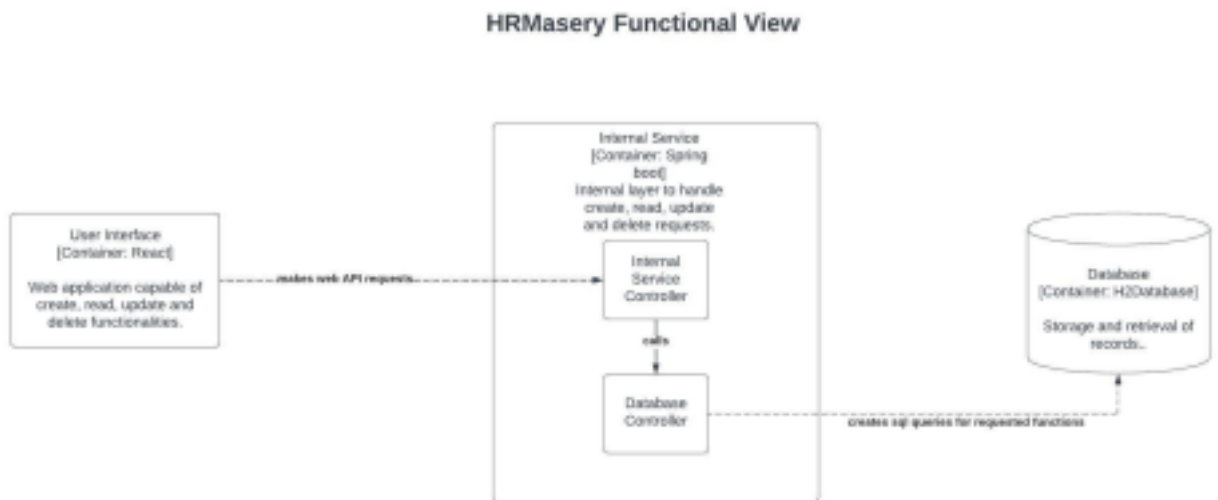 HRMasery Functional View
User Interface
[Container: React]
Web application capable of
create, read, update and
delete functionalities.
makes web API requests
Internal Service
[Container: Spring
boot]
Internal layer to handle
create, read, update
and delete requests.
Internal
Service
Controller
calls
Database
Controller
creates sql queries for requested functions
Database
[Container: H2Database]
Storage and retrieval of
records..